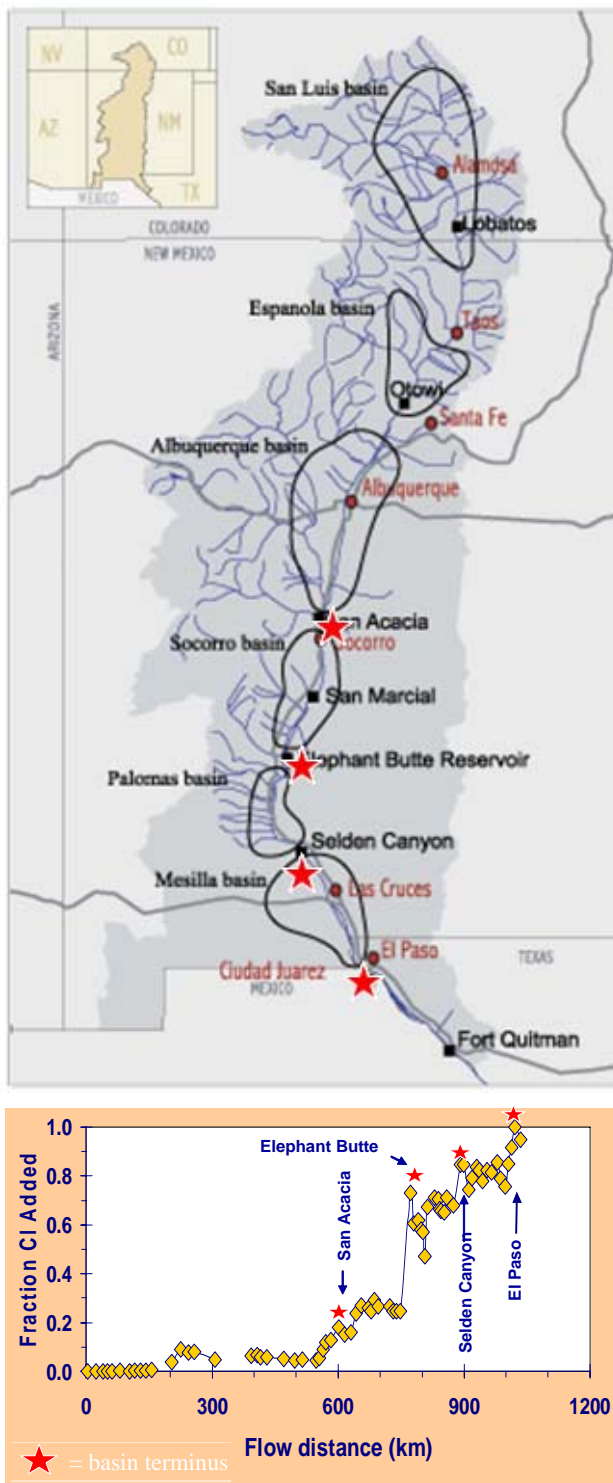 NV
CO
AZ
NM
MEXICO
TX
San Luis basin
Alamosa
Lobatos
COLORADO
NEW MEXICO
ARIZONA
Espanola basin
Taos
Otowi
Santa Fe
Albuquerque basin
Albuquerque
San Acacia
Socorro basin
Socorro
San Marcial
Elephant Butte Reservoir
Palomas basin
Selden Canyon
Mesilla basin
Las Cruces
El Paso
TEXAS
Ciudad Juarez
MEXICO
Fort Quitman
Fraction Cl Added
1.0
0.8
0.6
0.4
0.2
0.0
Elephant Butte
San Acacia
Selden Canyon
El Paso
0
300
600
900
1200
Flow distance (km)
= basin terminus